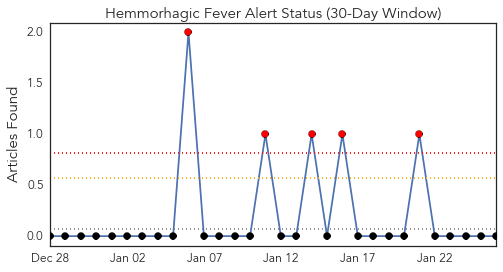 Hemmorhagic Fever Alert Status (30-Day Window)
Articles Found
2.0
1.5
1.0
0.5
0.0
Dec 28 Jan 02 Jan 07 Jan 12 Jan 17 Jan 22